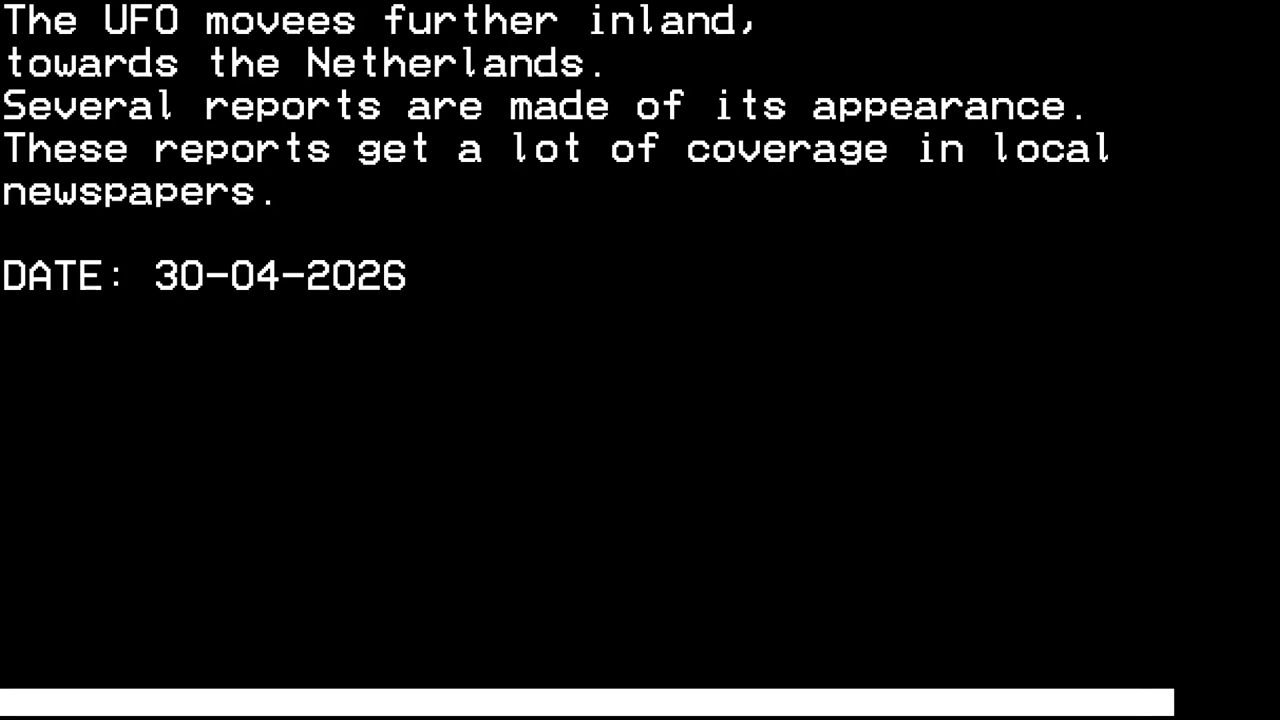 The UFO movees further inland,
towards the Netherlands.
Several reports are made of its appearance.
These reports get a lot of coverage in local
newspapers.
DATE: 30-04-2026